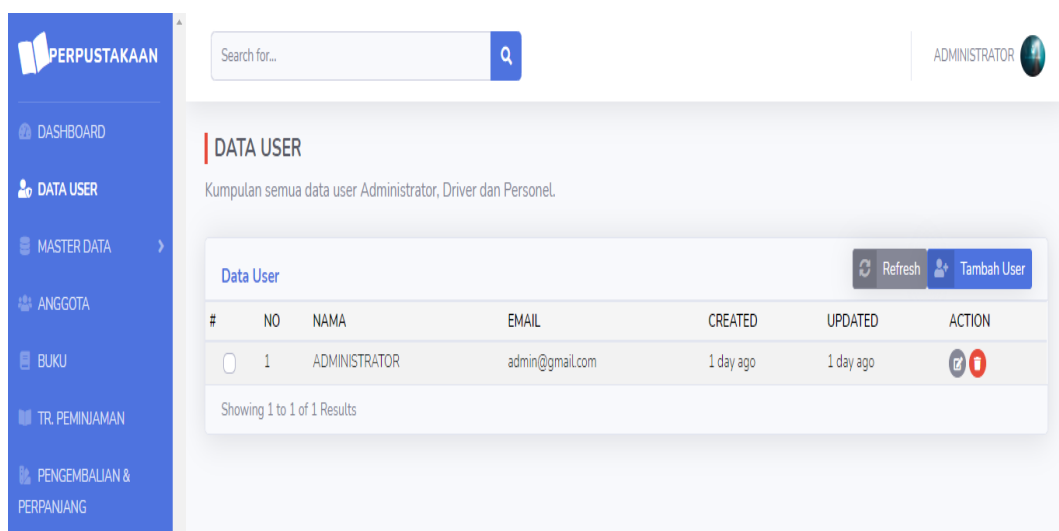 PERPUSTAKAAN
DASHBOARD
DATA USER
MASTER DATA
ANGGOTA
BUKU
TR. PEMINJAMAN
PENGEMBALIAN &
PERPANJANG
Search for...
ADMINISTRATOR
DATA USER
Kumpulan semua data user Administrator, Driver dan Personel.
Data User
Refresh
Tambah User
# NO NAMA EMAIL CREATED UPDATED ACTION
1 ADMINISTRATOR admin@gmail.com 1 day ago 1 day ago
Showing 1 to 1 of 1 Results